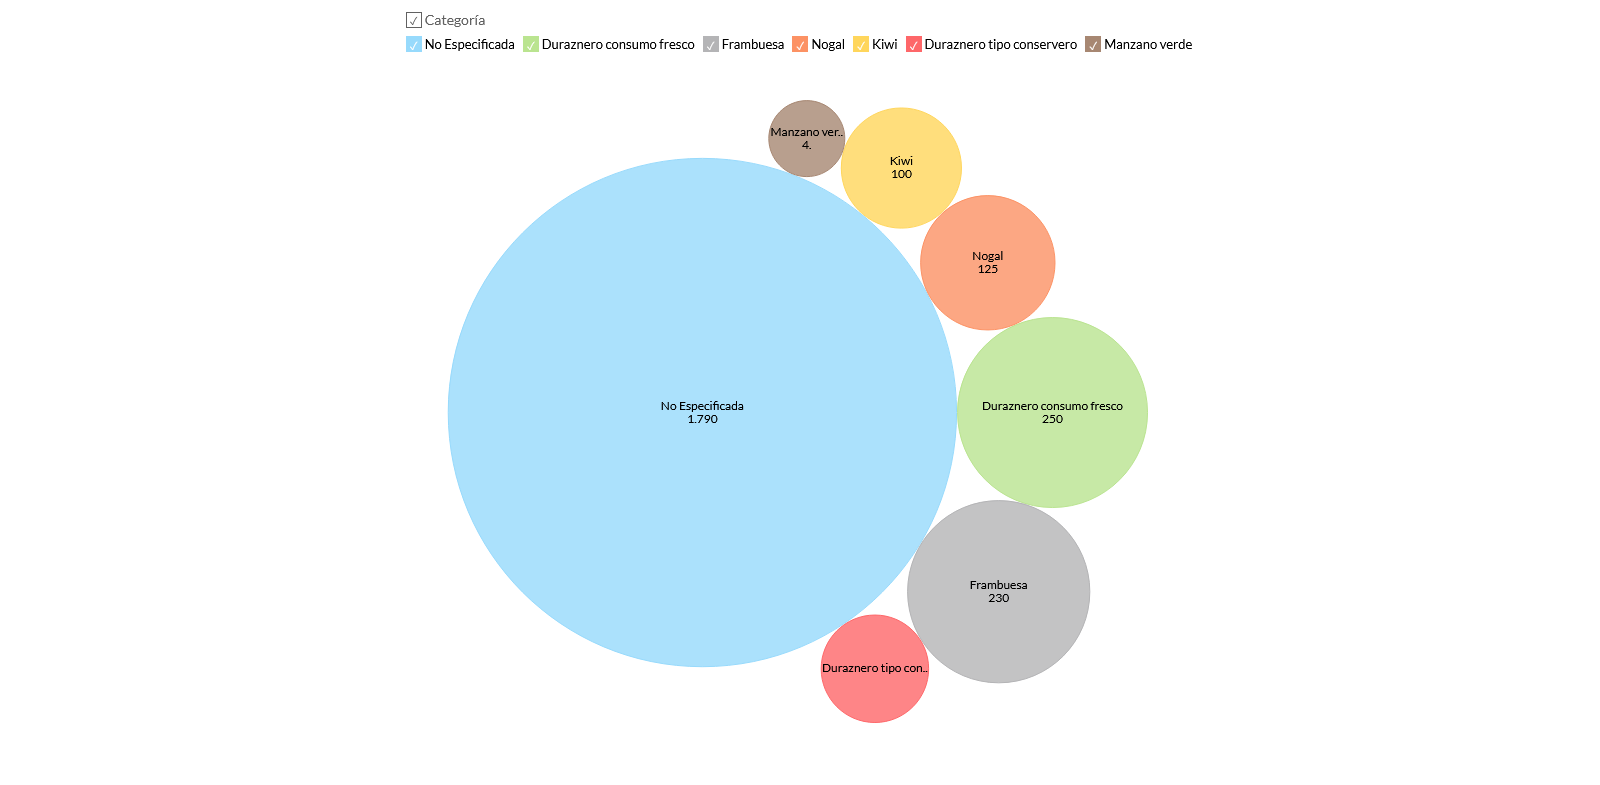 Categoría
No Especificada Duraznero consumo fresco Frambuesa Nogal Kiwi Duraznero tipo conservero Manzano verde
Manzano ver..
4.
Kiwi
100
Nogal
125
No Especificada
1.790
Duraznero consumo fresco
250
Frambuesa
230
Duraznero tipo con..